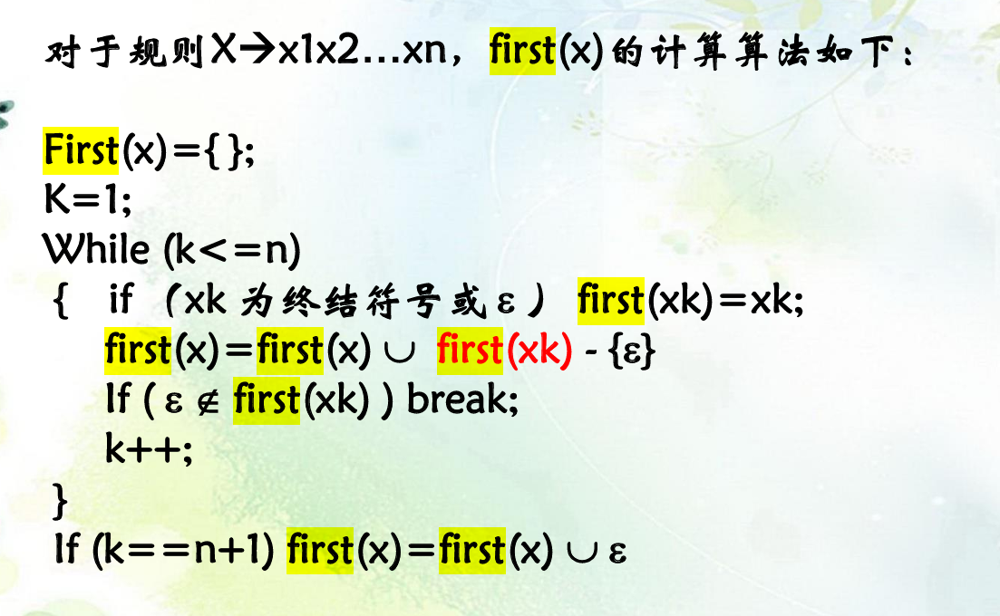 对于规则X→x1x2…xn，first(x)的计算算法如下：
First(x)={ };
K=1;
While (k<=n)
{ if （xk 为终结符号或ε） first(xk)=xk;
first(x)=first(x) ∪ first(xk) - {ε}
If ( ε ∉ first(xk) ) break;
k++;
}
If (k==n+1) first(x)=first(x) ∪ ε